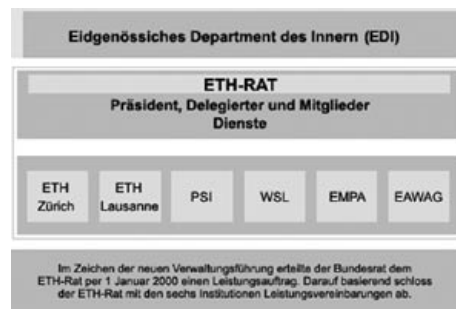 Eidgenössiches Department des Innern (EDI)
ETH-RAT
Präsident, Delegierter und Mitglieder
Dienste
ETH Zürich
ETH Lausanne
PSI
WSL
EMPA
EAWAG
Im Zeichen der neuen Verwaltungsführung erteilte der Bundesrat dem
ETH-Rat per 1 Januar 2000 einen Leistungsauftrag. Darauf basierend schloss
der ETH-Rat mit den sechs Institutionen Leistungsvereinbarungen ab.